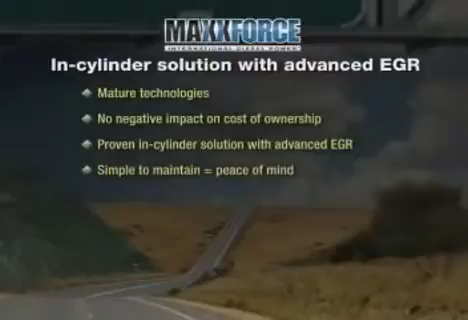 MAXXFORCE
INTERNATIONAL DIESEL POWER
In-cylinder solution with advanced EGR
Mature technologies
No negative impact on cost of ownership
Proven in-cylinder solution with advanced EGR
Simple to maintain = peace of mind